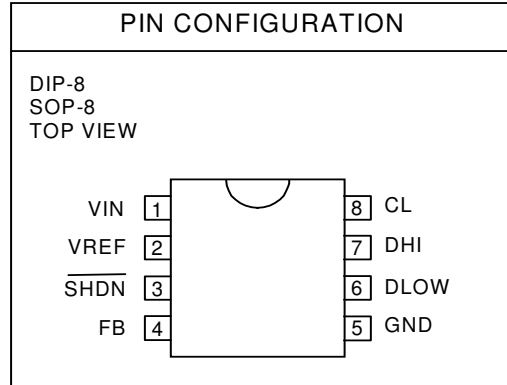 PIN CONFIGURATION
DIP-8
SOP-8
TOP VIEW
VIN 1 8 CL
VREF 2 7 DHI
SHDN 3 6 DLOW
FB 4 5 GND